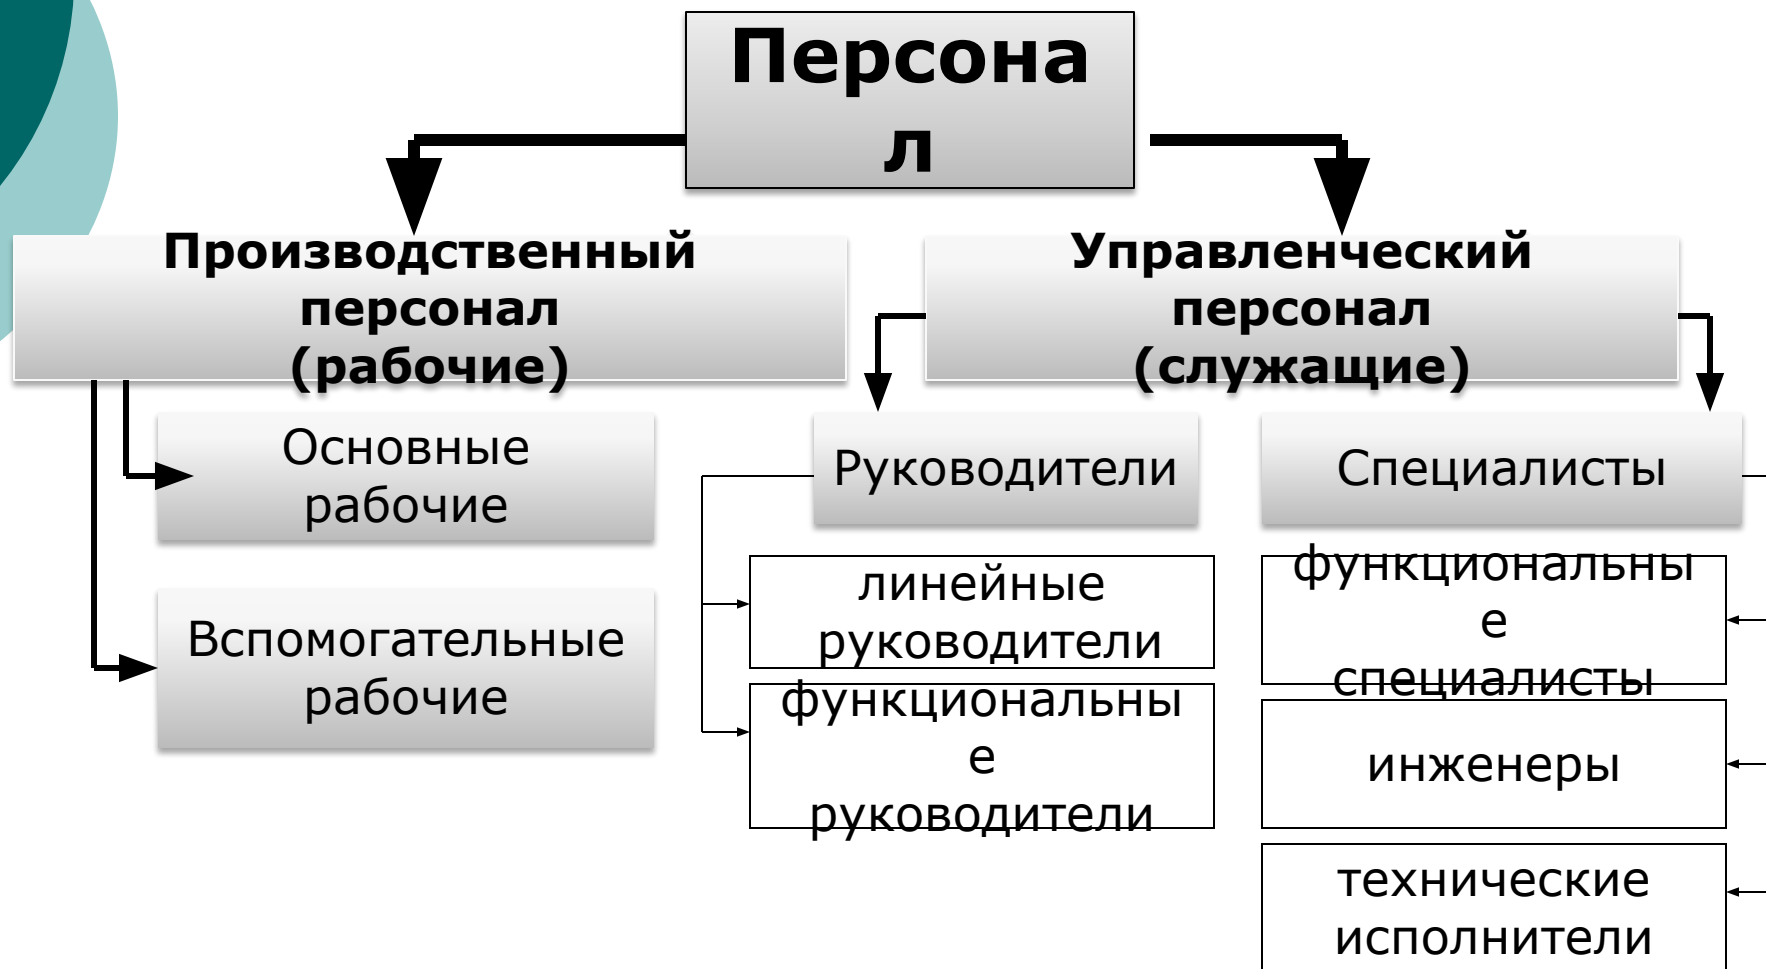 Персона
л
Производственный
персонал
(рабочие)
Управленческий
персонал
(служащие)
Основные
рабочие
Вспомогательные
рабочие
Руководители
линейные
руководители
функциональны
е
руководители
Специалисты
функциональны
е
специалисты
инженеры
технические
исполнители